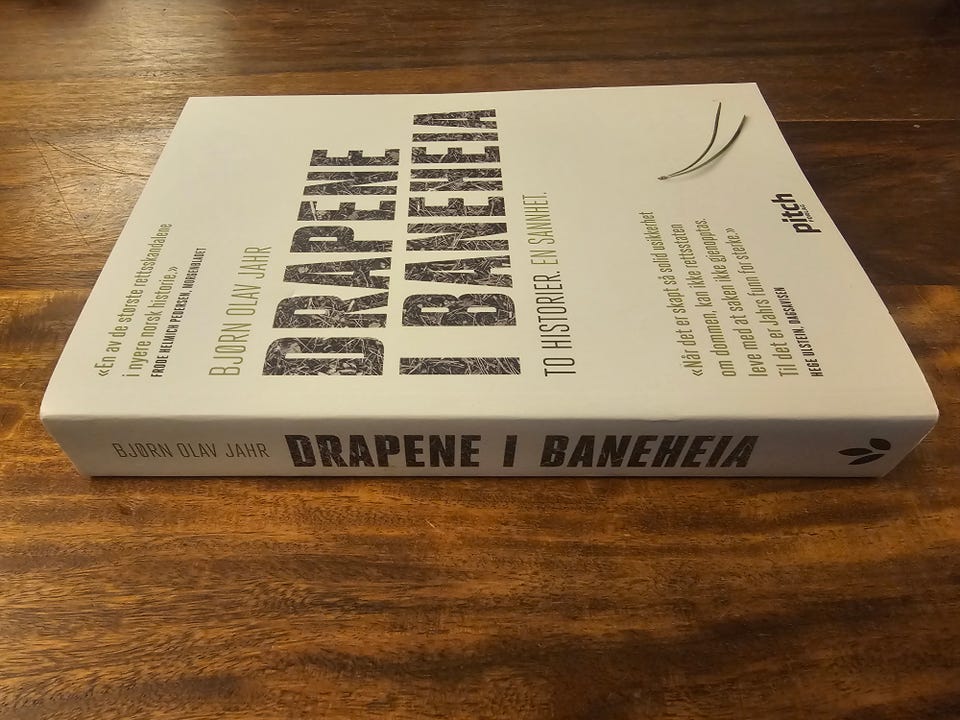 «En av de største rettsskandalene
i nyere norsk historie.»
FRODE HELMICH PEDERSEN, MORGENBLADET
BJØRN OLAV JAHR
DRAPENE
I BANEHEIA
TO HISTORIER. EN SANNHET.
«Når det er skapt så solid usikkerhet
om dommen, kan ikke rettsstaten
leve med at saken ikke gjenopptas.
Til det er Jahrs funn for sterke.»
HEGE ULSTEIN, DAGSAVISEN
pitch
BJØRN OLAV JAHR DRAPENE I BANEHEIA